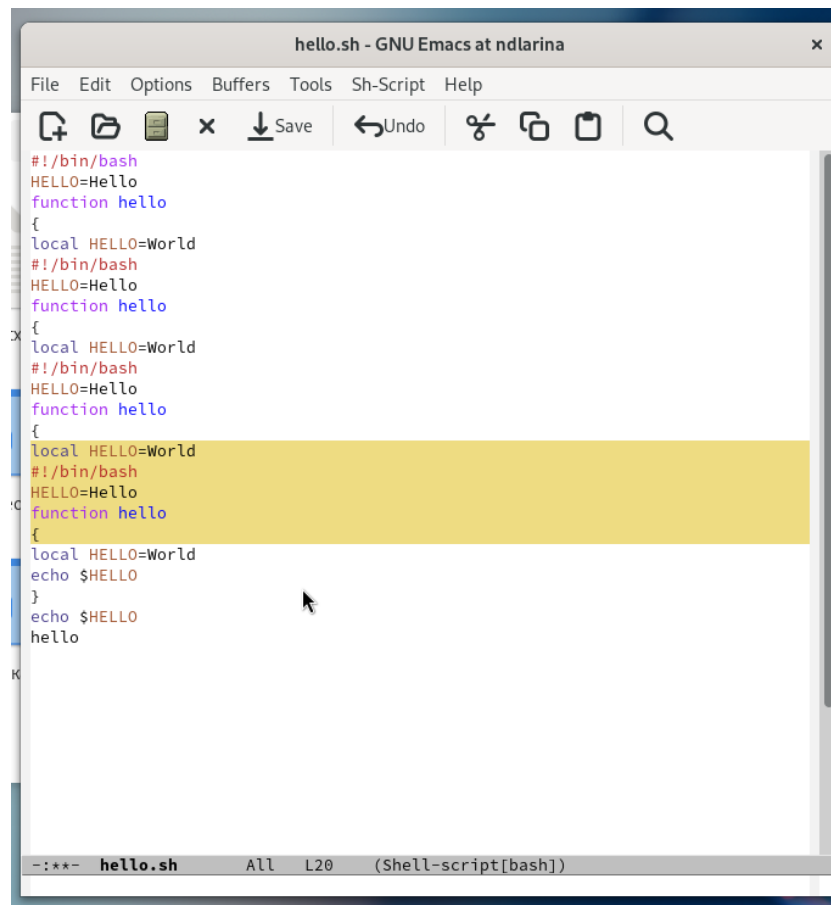 hello.sh - GNU Emacs at ndlarina ×
File Edit Options Buffers Tools Sh-Script Help
Save Undo
#!/bin/bash
HELLO=Hello
function hello
{
local HELLO=World
#!/bin/bash
HELLO=Hello
function hello
{
local HELLO=World
#!/bin/bash
HELLO=Hello
function hello
{
local HELLO=World
#!/bin/bash
HELLO=Hello
function hello
{
local HELLO=World
echo $HELLO
}
echo $HELLO
hello
-:**- hello.sh All L20 (Shell-script[bash])